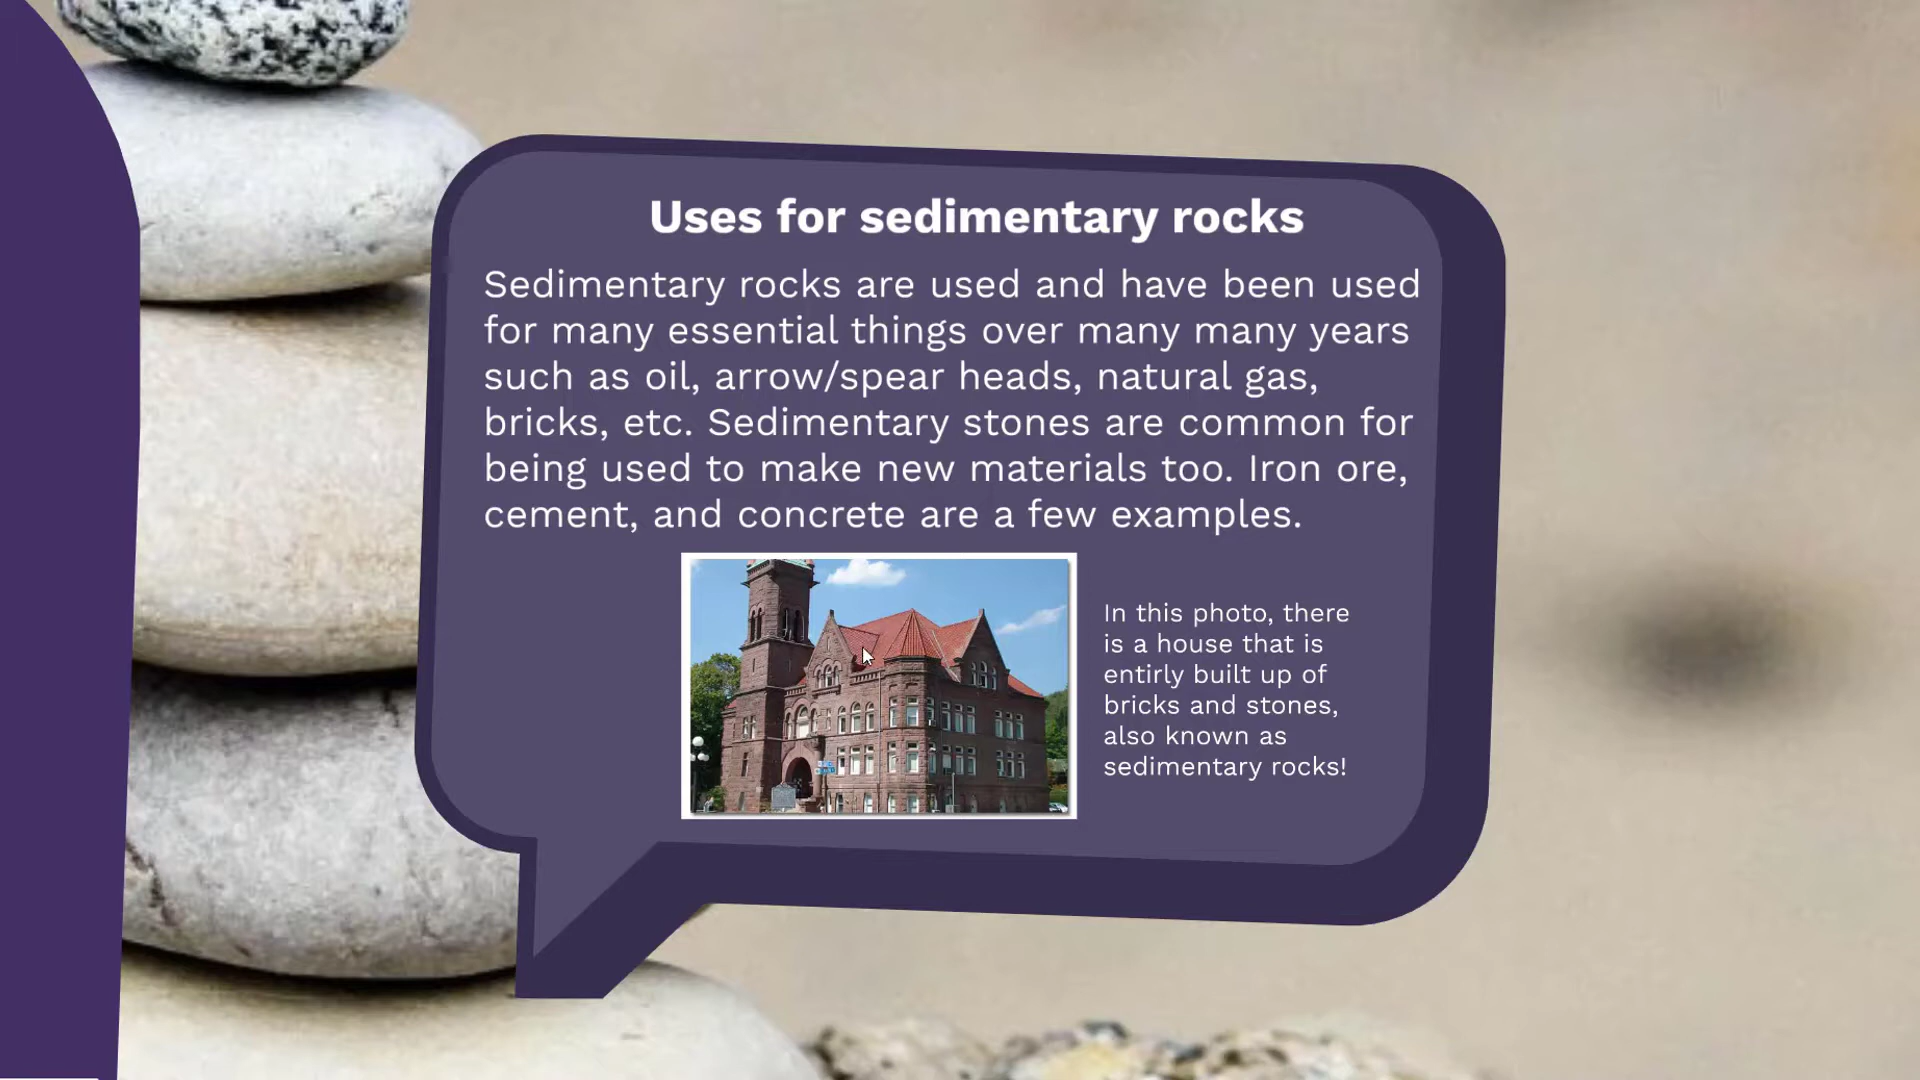 Uses for sedimentary rocks
Sedimentary rocks are used and have been used
for many essential things over many many years
such as oil, arrow/spear heads, natural gas,
bricks, etc. Sedimentary stones are common for
being used to make new materials too. Iron ore,
cement, and concrete are a few examples.
In this photo, there
is a house that is
entirly built up of
bricks and stones,
also known as
sedimentary rocks!